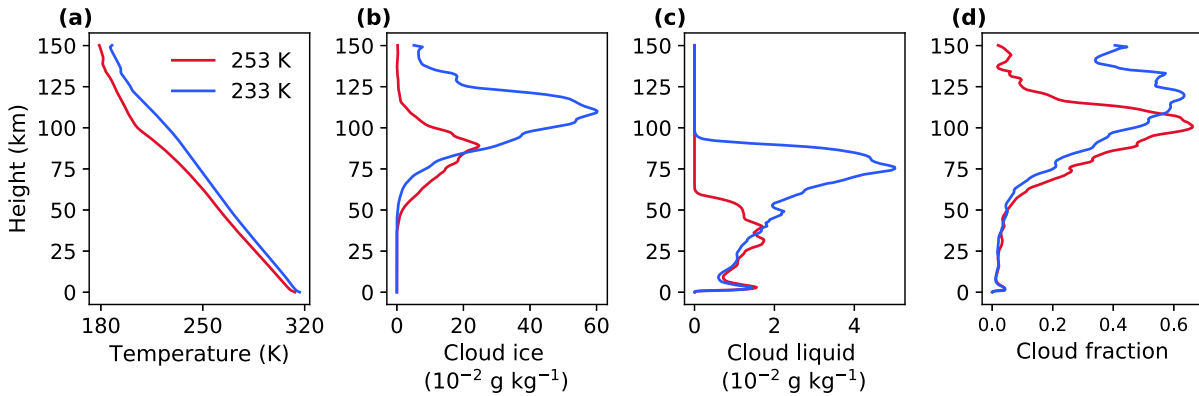 (a) (b) (c) (d)
150 150 150 150
253 K
125 125 125 125
233 K
100 100 100 100
Height (km)
75 75 75 75
50 50 50 50
25 25 25 25
0 0 0 0
180 250 320 0 20 40 60 0 2 4 0.0 0.2 0.4 0.6
Temperature (K) Cloud ice Cloud liquid Cloud fraction
(10⁻² g kg⁻¹) (10⁻² g kg⁻¹)